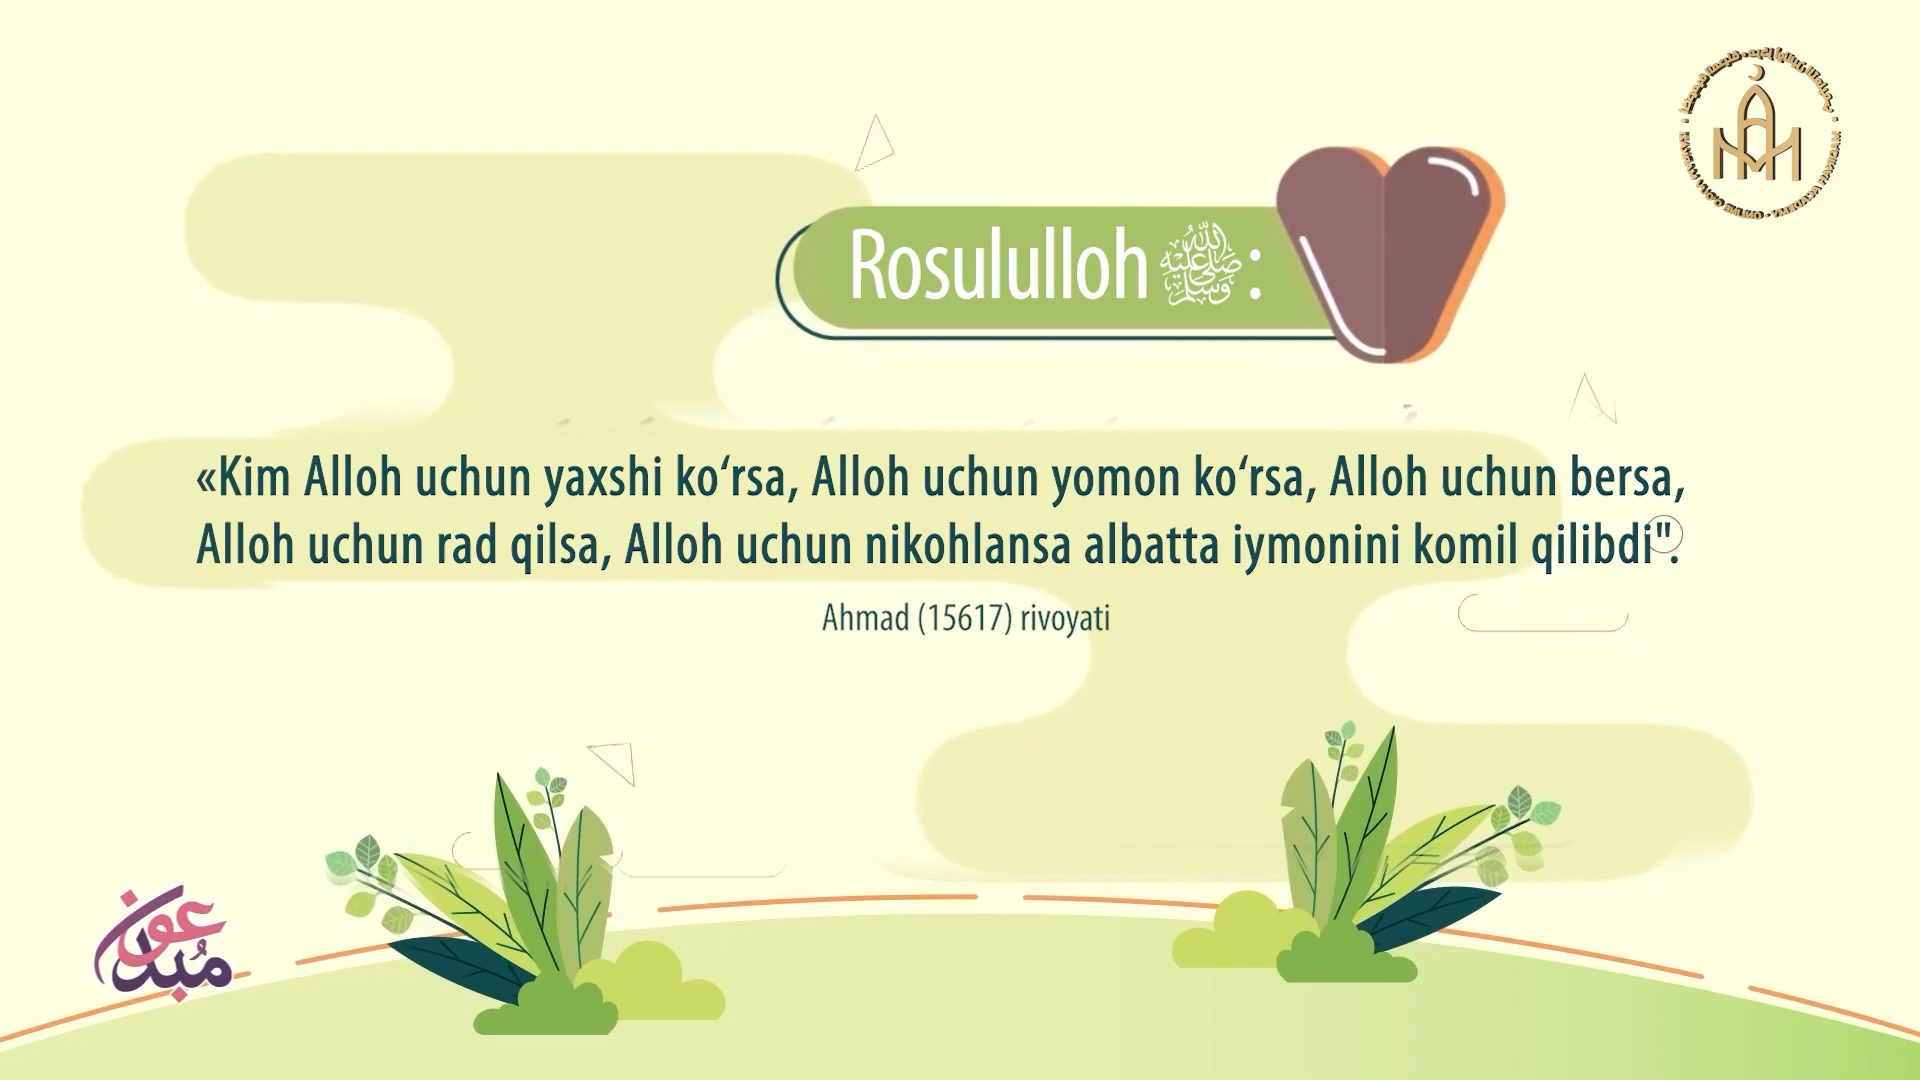 Rosululloh ﷺ:
«Kim Alloh uchun yaxshi ko‘rsa, Alloh uchun yomon ko‘rsa, Alloh uchun bersa,
Alloh uchun rad qilsa, Alloh uchun nikohlansa albatta iymonini komil qilibdi".
Ahmad (15617) rivoyati
مبدعون